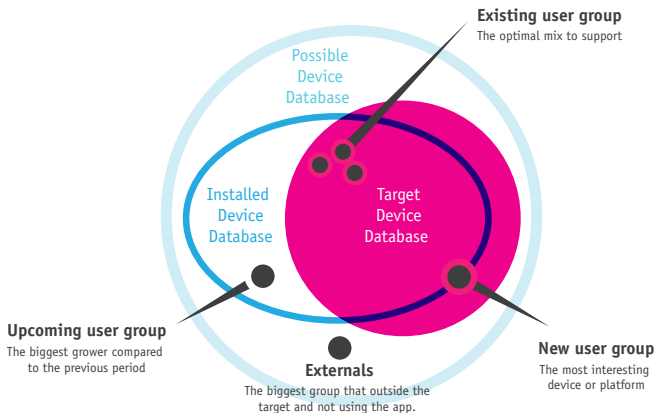 Existing user group
The optimal mix to support
Possible
Device
Database
Installed
Device
Database
Target
Device
Database
Upcoming user group
The biggest grower compared
to the previous period
New user group
The most interesting
device or platform
Externals
The biggest group that outside the
target and not using the app.